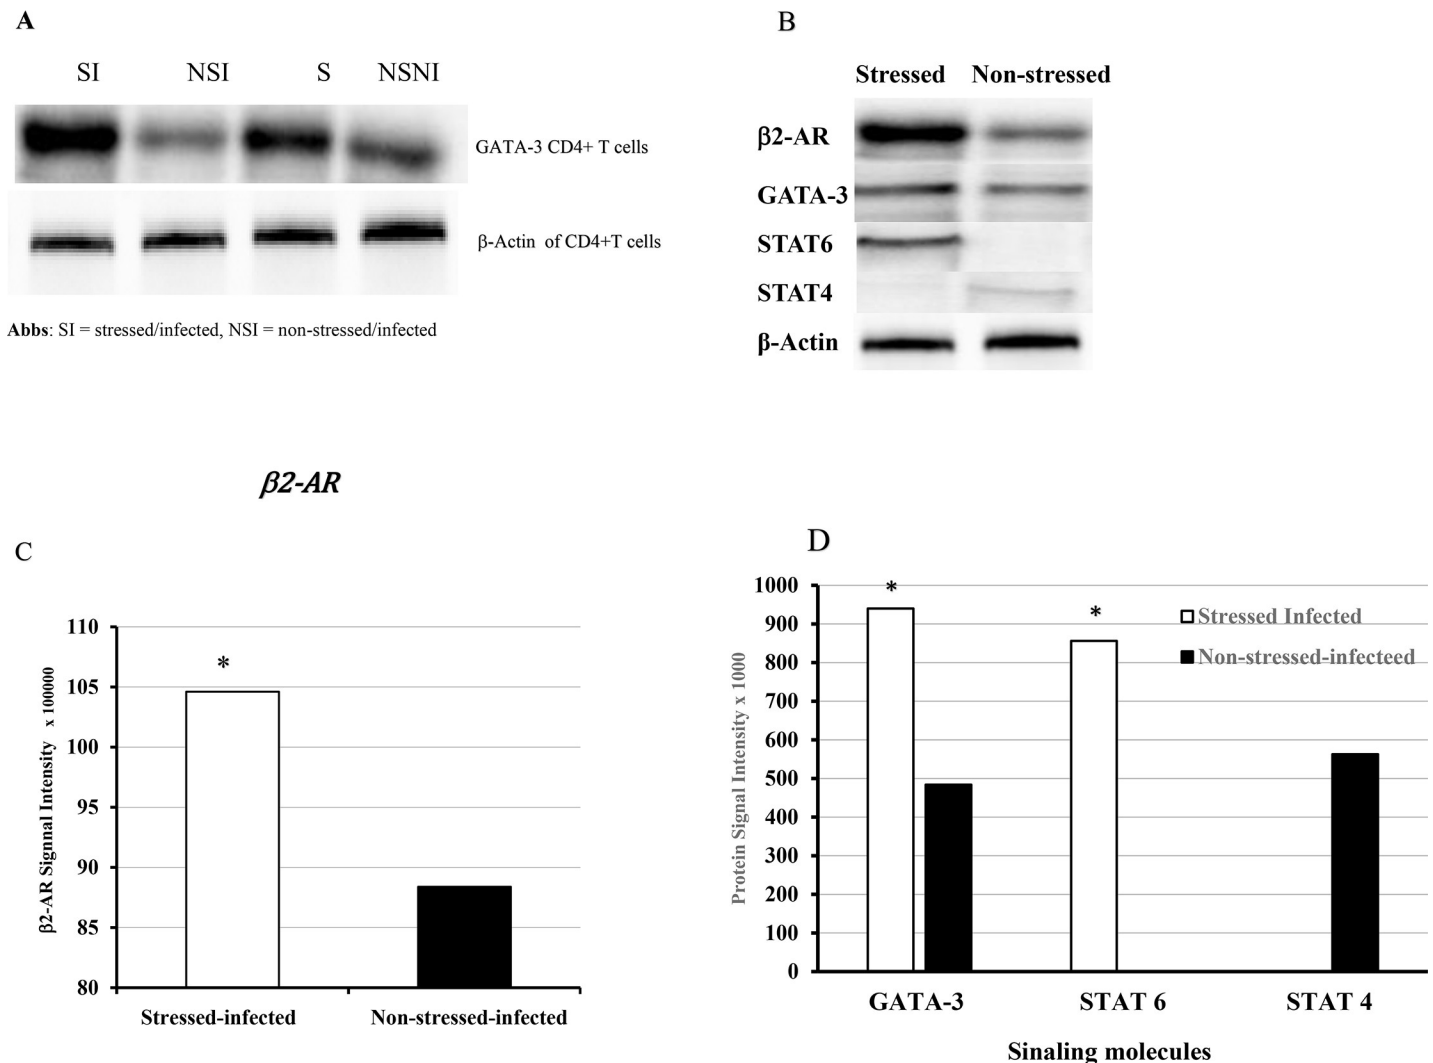 A
SI NSI S NSNI
GATA-3 CD4+ T cells
β-Actin of CD4+T cells
Abbs: SI = stressed/infected, NSI = non-stressed/infected
B
Stressed Non-stressed
β2-AR
GATA-3
STAT6
STAT4
β-Actin
β2-AR
C
β2-AR Signnal Intensity x 1000000
110
105
100
95
90
85
80
*
Stressed-infected Non-stressed-infected
D
Protein Signal Intensity x 1000
1000
900
800
700
600
500
400
300
200
100
0
*
*
Stressed Infected
Non-stressed-infecteed
GATA-3 STAT 6 STAT 4
Sinaling molecules